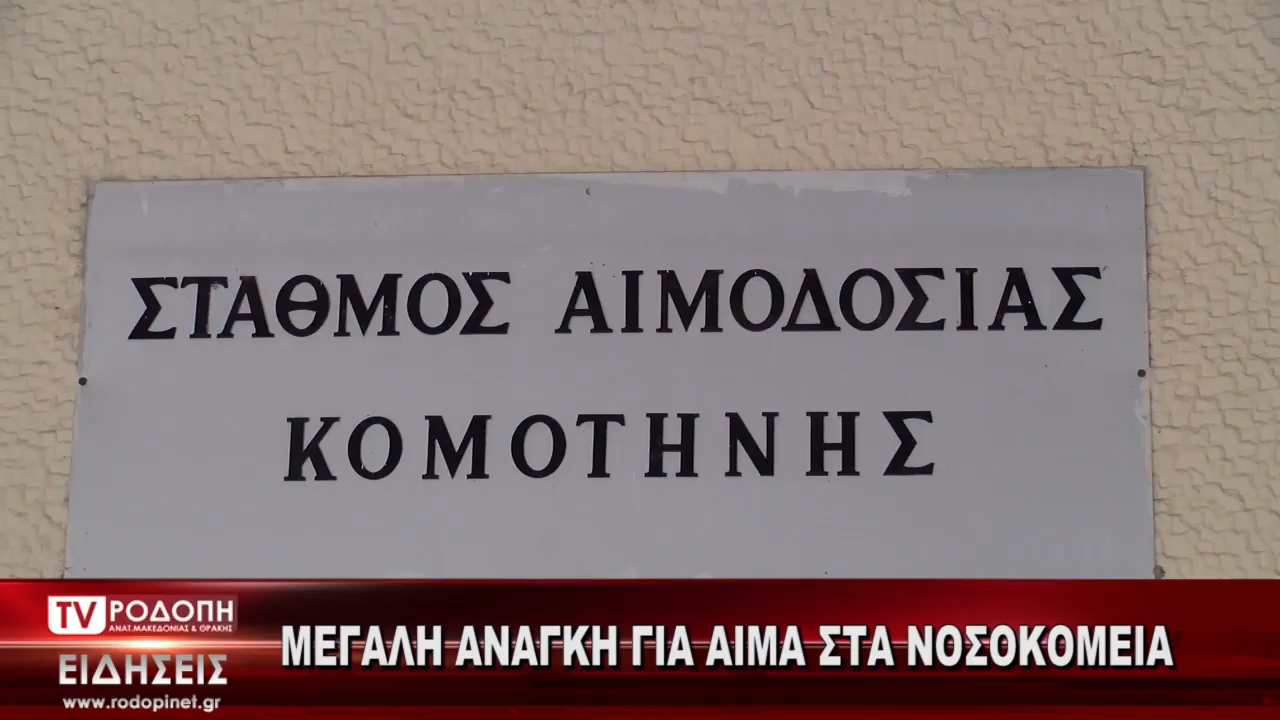 ΣΤΑΘΜΟΣ ΑΙΜΟΔΟΣΙΑΣ
ΚΟΜΟΤΗΝΗΣ
TV ΡΟΔΟΠΗ
ΑΝΑΤ.ΜΑΚΕΔΟΝΙΑΣ & ΘΡΑΚΗΣ
ΕΙΔΗΣΕΙΣ
www.rodopinet.gr
ΜΕΓΑΛΗ ΑΝΑΓΚΗ ΓΙΑ ΑΙΜΑ ΣΤΑ ΝΟΣΟΚΟΜΕΙΑ